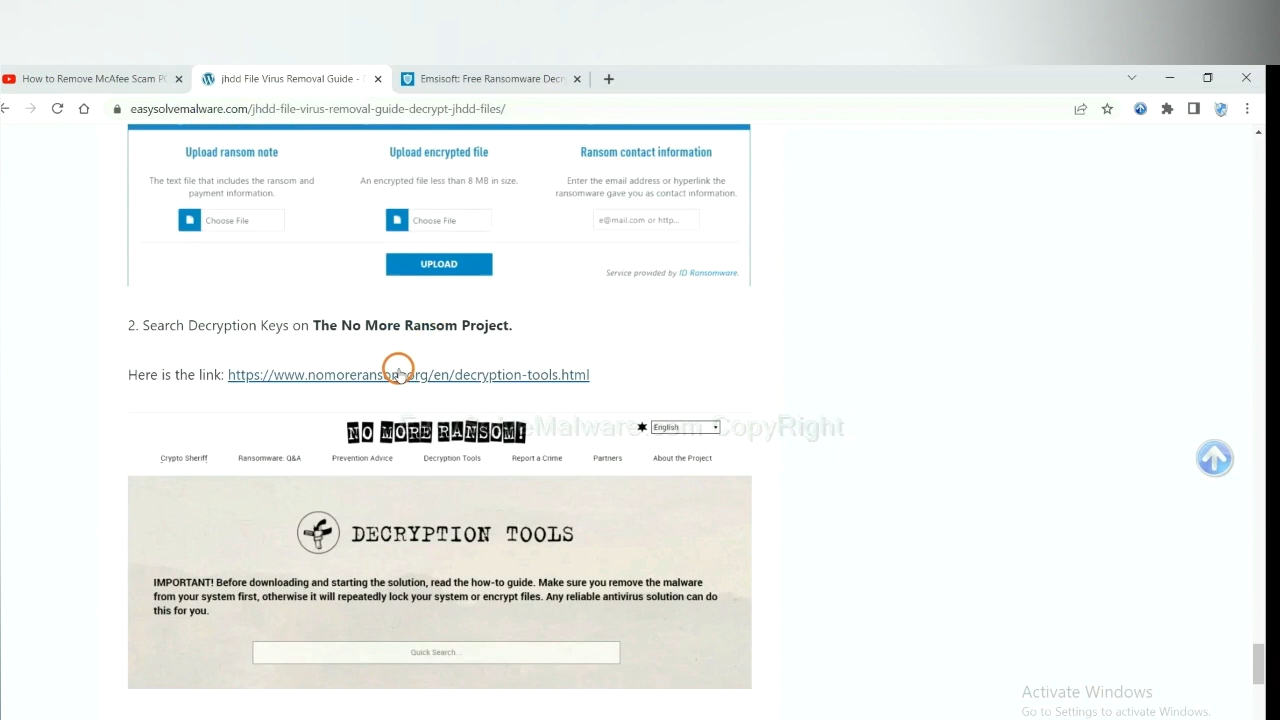 How to Remove McAfee Scam P
jhdd File Virus Removal Guide -
Emsisoft: Free Ransomware Decr
easysolvemalware.com/jhdd-file-virus-removal-guide-decrypt-jhdd-files/
Upload ransom note
Upload encrypted file
Ransom contact information
The text file that includes the ransom and
payment information.
An encrypted file less than 8 MB in size.
Enter the email address or hyperlink the
ransomware gave you as contact information.
Choose File
Choose File
e@mail.com or http...
UPLOAD
Service provided by ID Ransomware.
2. Search Decryption Keys on The No More Ransom Project.
Here is the link: https://www.nomoreransom.org/en/decryption-tools.html
EasySolveMalware.com CopyRight
NO MORE RANSOM!
English
Crypto Sheriff
Ransomware: Q&A
Prevention Advice
Decryption Tools
Report a Crime
Partners
About the Project
DECRYPTION TOOLS
IMPORTANT! Before downloading and starting the solution, read the how-to guide. Make sure you remove the malware
from your system first, otherwise it will repeatedly lock your system or encrypt files. Any reliable antivirus solution can do
this for you.
Quick Search...
Activate Windows
Go to Settings to activate Windows.